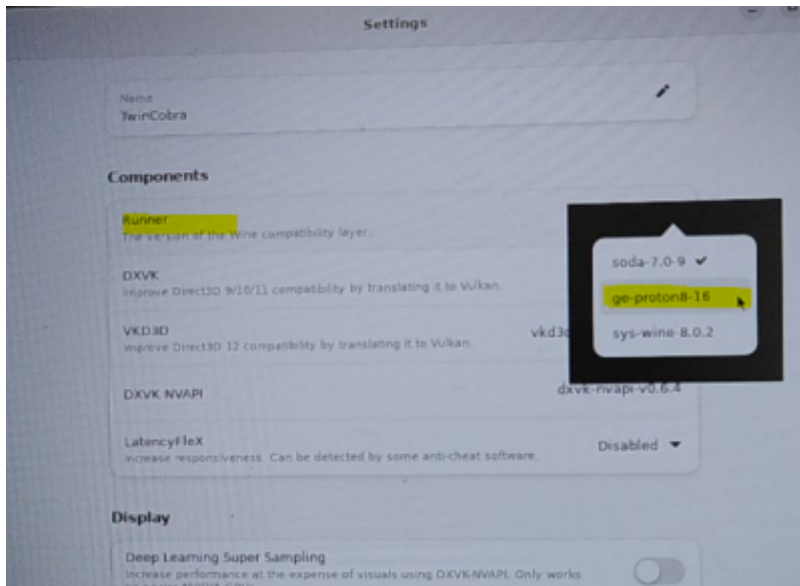 Settings
Name
TwinCobra
Components
Runner
The version of the Wine compatibility layer.
soda-7.0-9
DXVK
Improve Direct3D 9/10/11 compatibility by translating it to Vulkan.
ge-proton8-16
VKD3D
Improve Direct3D 12 compatibility by translating it to Vulkan.
sys-wine-8.0.2
DXVK NVAPI
dxvk-nvapi-v0.6.4
LatencyFleX
Increase responsiveness. Can be detected by some anti-cheat software.
Disabled
Display
Deep Learning Super Sampling
Increase performance at the expense of visuals using DXVK-NVAPI. Only works